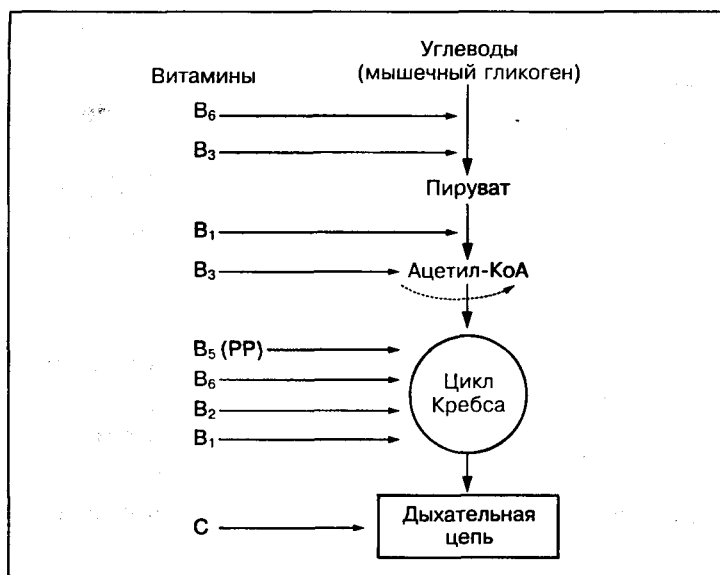 Углеводы
(мышечный гликоген)
Витамины
B₆
B₃
Пируват
B₁
B₃
Ацетил-КоА
B₅ (PP)
B₆
B₂
B₁
Цикл
Кребса
C
Дыхательная
цепь